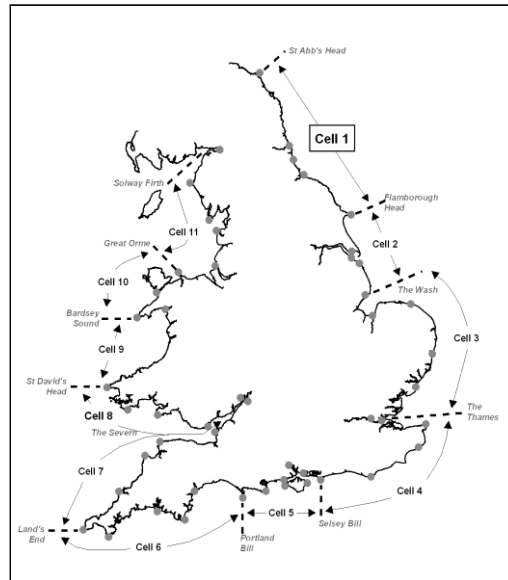 St Abb's Head
Cell 1
Solway Firth
Flamborough
Head
Great Orme
Cell 11
Cell 2
Cell 10
The Wash
Bardsey
Sound
Cell 3
Cell 9
St David's
Head
Cell 8
The
Thames
The Severn
Cell 7
Cell 4
Cell 5
Land's
End
Cell 6
Selsey Bill
Portland
Bill